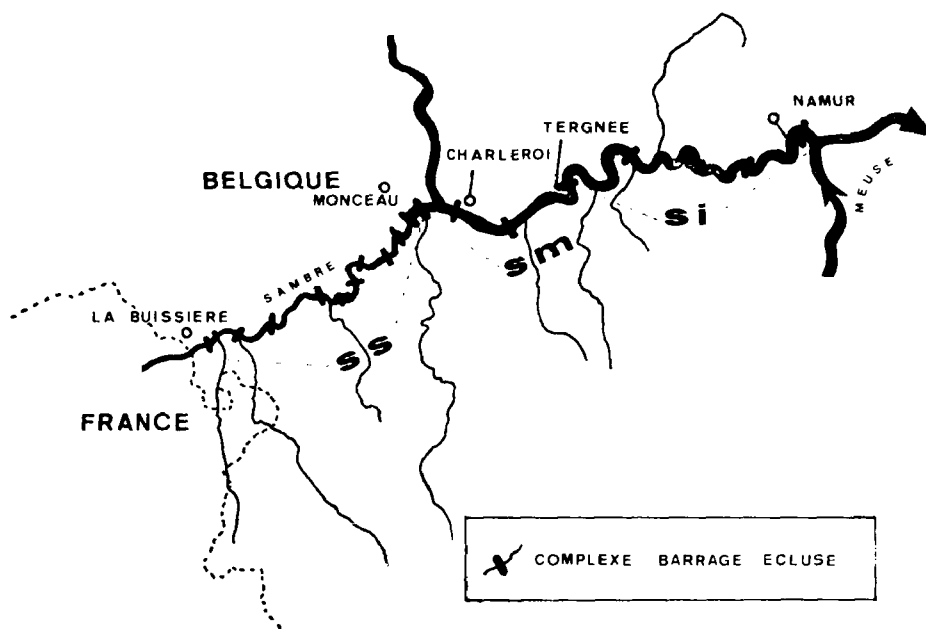 NAMUR
TERGNEE
CHARLEROI
BELGIQUE
MONCEAU
MEUSE
si
sm
SAMBRE
LA BUISSIERE
ss
FRANCE
COMPLEXE BARRAGE ECLUSE